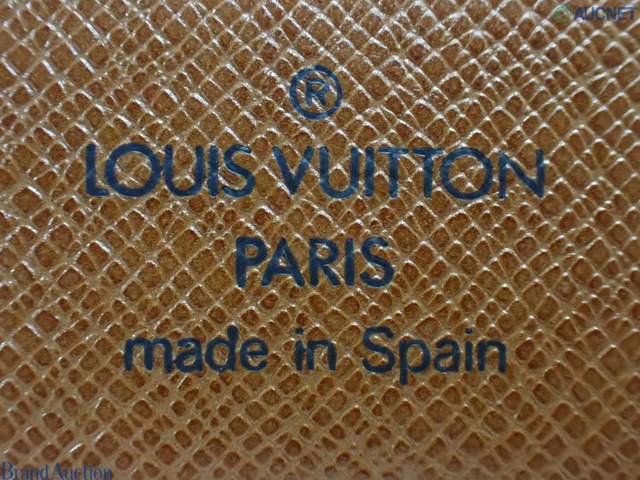 AUCNET
®
LOUIS VUITTON
PARIS
made in Spain
BrandAuction